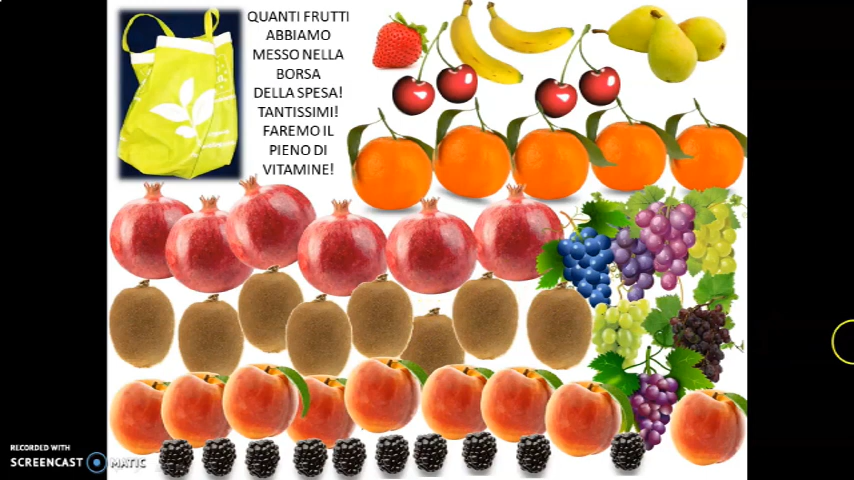 QUANTI FRUTTI
ABBIAMO
MESSO NELLA
BORSA
DELLA SPESA!
TANTISSIMI!
FAREMO IL
PIENO DI
VITAMINE!
RECORDED WITH
SCREENCAST MATIC